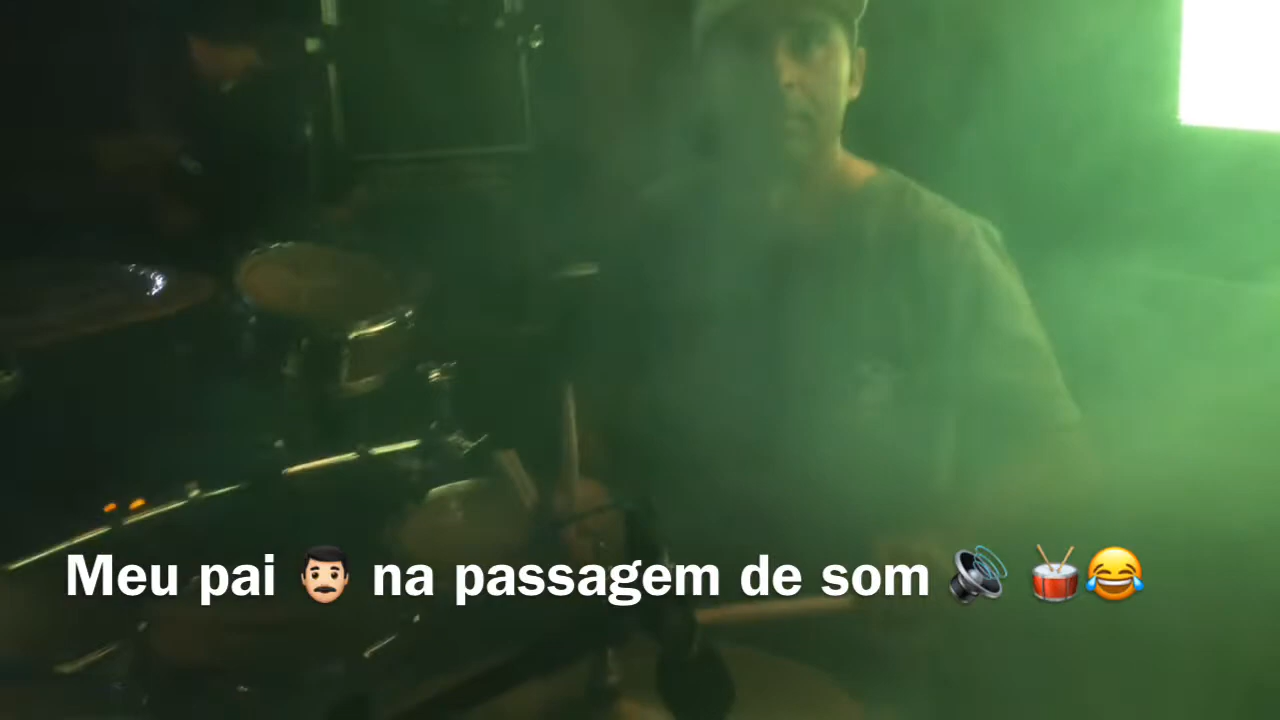 Meu pai 👨🏻 na passagem de som 🔊 🥁😂